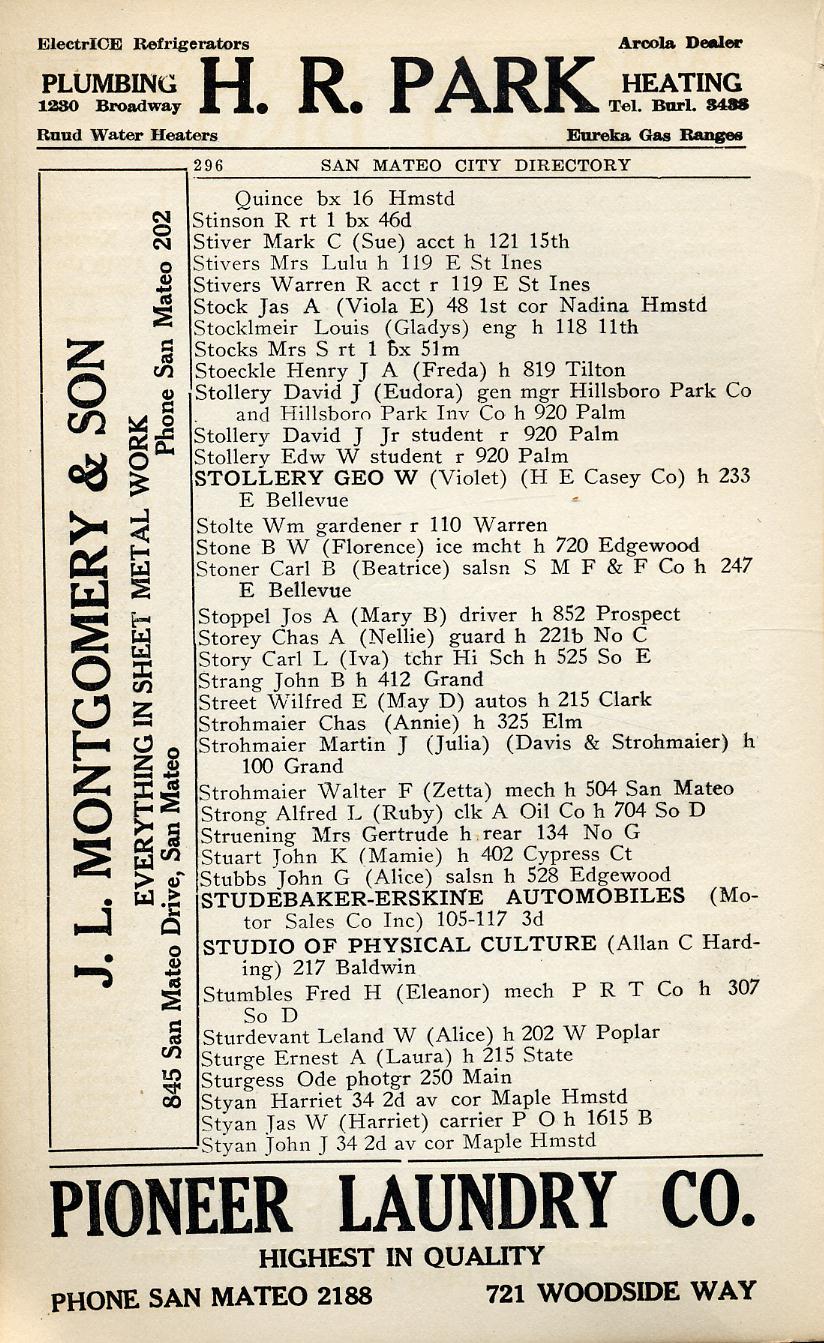 ElectrICE Refrigerators Arcola Dealer
PLUMBING H. R. PARK HEATING
1230 Broadway Tel. Burl. 3438
Ruud Water Heaters Eureka Gas Ranges
296 SAN MATEO CITY DIRECTORY
Quince bx 16 Hmstd
Stinson R rt 1 bx 46d
Stiver Mark C (Sue) acct h 121 15th
Stivers Mrs Lulu h 119 E St Ines
Stivers Warren R acct r 119 E St Ines
Stock Jas A (Viola E) 48 1st cor Nadina Hmstd
Stocklmeir Louis (Gladys) eng h 118 11th
Stocks Mrs S rt 1 bx 51m
Stoeckle Henry J A (Freda) h 819 Tilton
Stollery David J (Eudora) gen mgr Hillsboro Park Co
and Hillsboro Park Inv Co h 920 Palm
Stollery David J Jr student r 920 Palm
Stollery Edw W student r 920 Palm
STOLLERY GEO W (Violet) (H E Casey Co) h 233
E Bellevue
Stolte Wm gardener r 110 Warren
Stone B W (Florence) ice mcht h 720 Edgewood
Stoner Carl B (Beatrice) salsn S M F & F Co h 247
E Bellevue
Stoppel Jos A (Mary B) driver h 852 Prospect
Storey Chas A (Nellie) guard h 221b No C
Story Carl L (Iva) tchr Hi Sch h 525 So E
Strang John B h 412 Grand
Street Wilfred E (May D) autos h 215 Clark
Strohmaier Chas (Annie) h 325 Elm
Strohmaier Martin J (Julia) (Davis & Strohmaier) h
100 Grand
Strohmaier Walter F (Zetta) mech h 504 San Mateo
Strong Alfred L (Ruby) clk A Oil Co h 704 So D
Struening Mrs Gertrude h rear 134 No G
Stuart John K (Mamie) h 402 Cypress Ct
Stubbs John G (Alice) salsn h 528 Edgewood
STUDEBAKER-ERSKINE AUTOMOBILES (Mo-
tor Sales Co Inc) 105-117 3d
STUDIO OF PHYSICAL CULTURE (Allan C Hard-
ing) 217 Baldwin
Stumbles Fred H (Eleanor) mech P R T Co h 307
So D
Sturdevant Leland W (Alice) h 202 W Poplar
Sturge Ernest A (Laura) h 215 State
Sturgess Ode photgr 250 Main
Styan Harriet 34 2d av cor Maple Hmstd
Styan Jas W (Harriet) carrier P O h 1615 B
Styan John J 34 2d av cor Maple Hmstd
J. L. MONTGOMERY & SON
EVERYTHING IN SHEET METAL WORK
845 San Mateo Drive, San Mateo Phone San Mateo 202
PIONEER LAUNDRY CO.
HIGHEST IN QUALITY
PHONE SAN MATEO 2188 721 WOODSIDE WAY